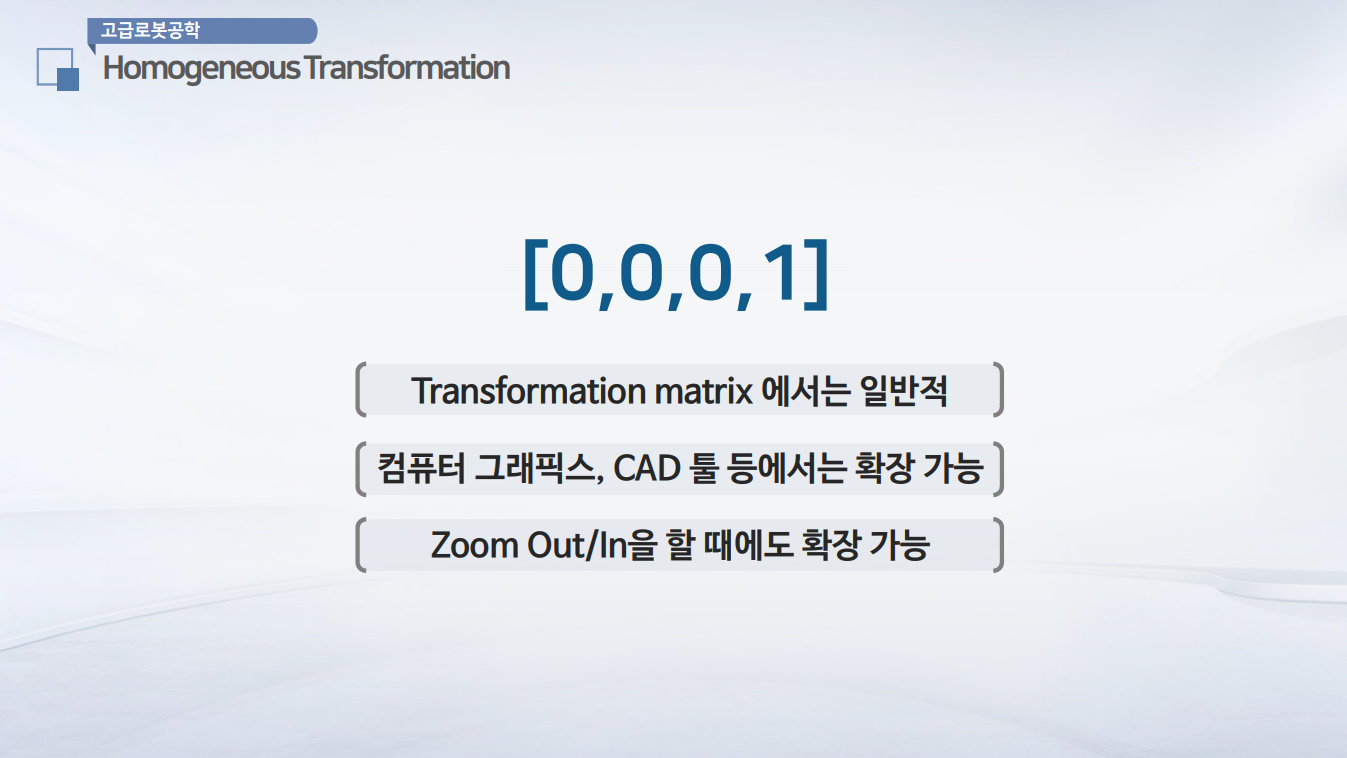 고급로봇공학
Homogeneous Transformation
[0,0,0,1]
Transformation matrix 에서는 일반적
컴퓨터 그래픽스, CAD 툴 등에서는 확장 가능
Zoom Out/In을 할 때에도 확장 가능